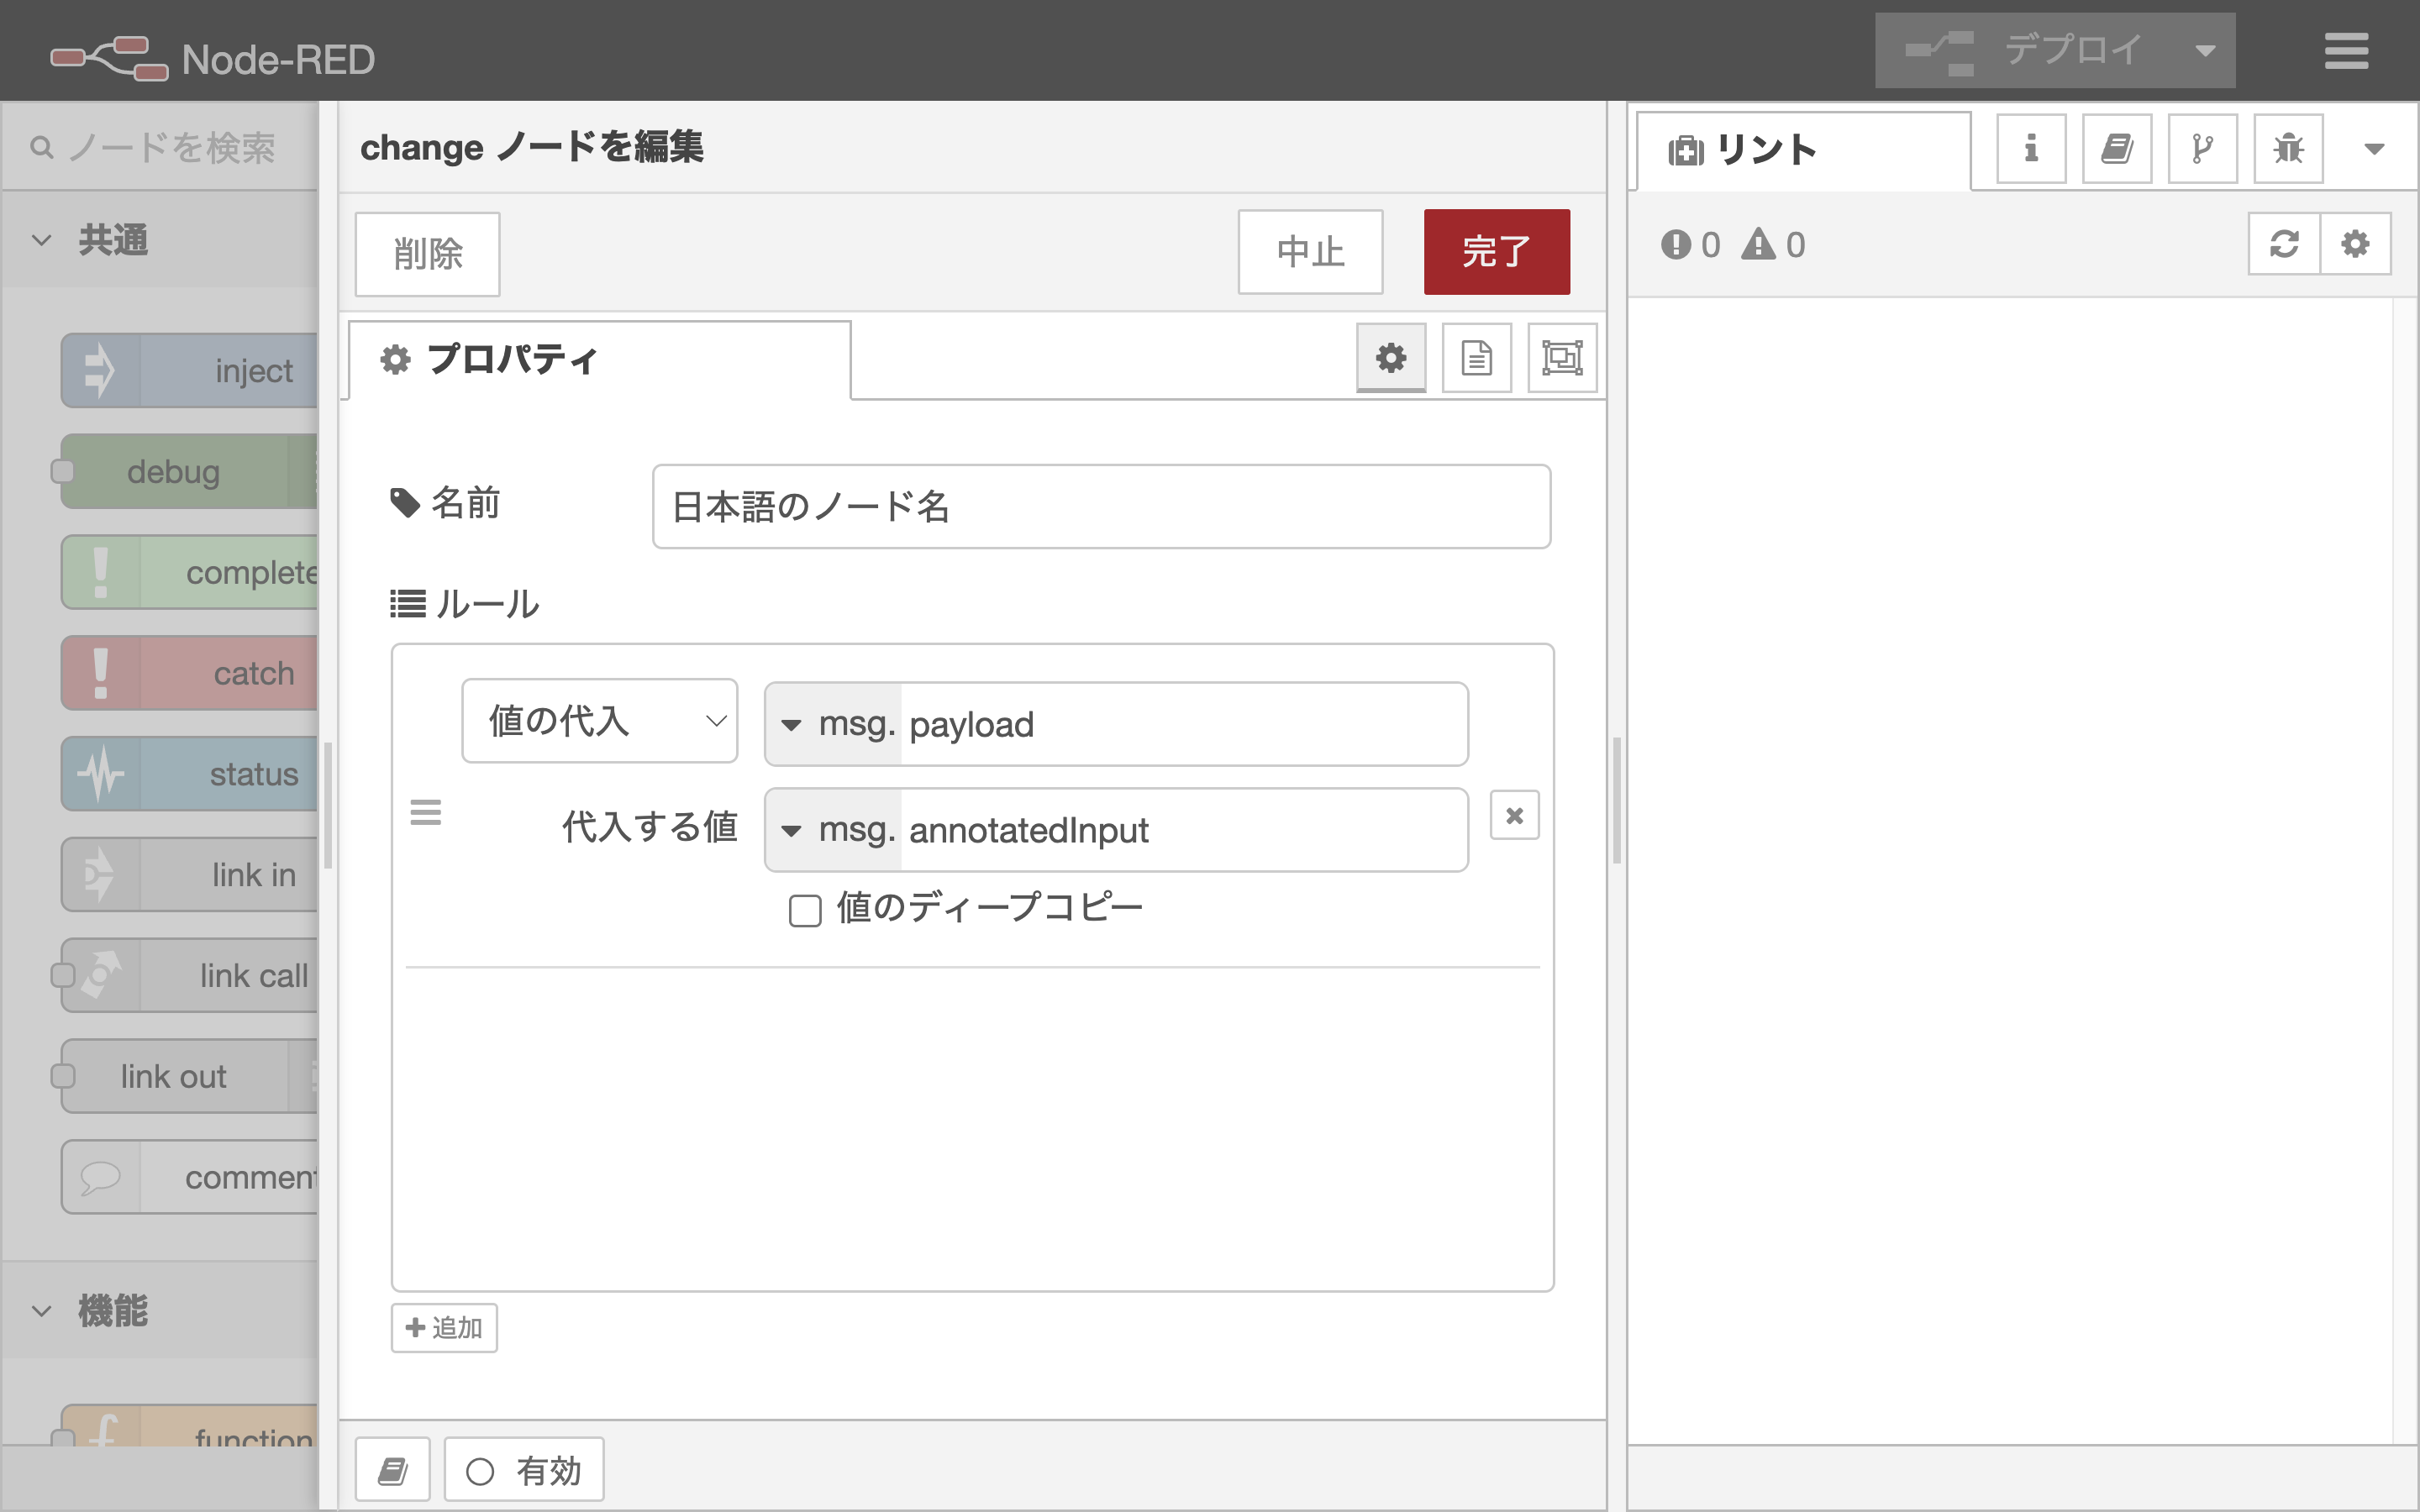 Node-RED
デプロイ
ノードを検索
共通
inject
debug
complete
catch
status
link in
link call
link out
comment
機能
function
change ノードを編集
削除
中止
完了
プロパティ
名前
日本語のノード名
ルール
値の代入
msg. payload
代入する値
msg. annotatedInput
値のディープコピー
追加
有効
リント
0
0